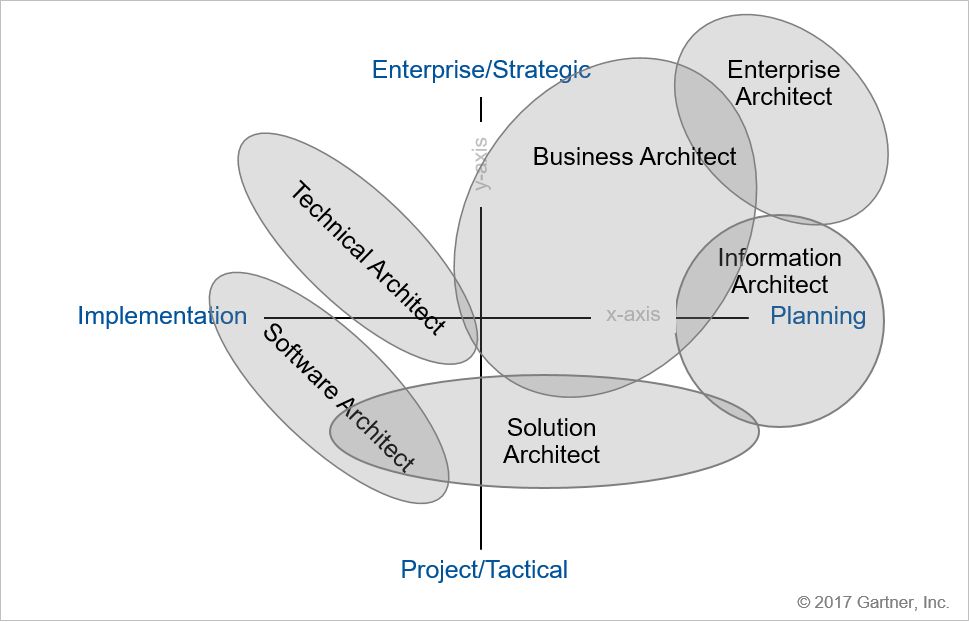 Enterprise/Strategic
Enterprise
Architect
y-axis
Business Architect
Technical Architect
Information
Architect
Implementation
x-axis
Planning
Software Architect
Solution
Architect
Project/Tactical
© 2017 Gartner, Inc.